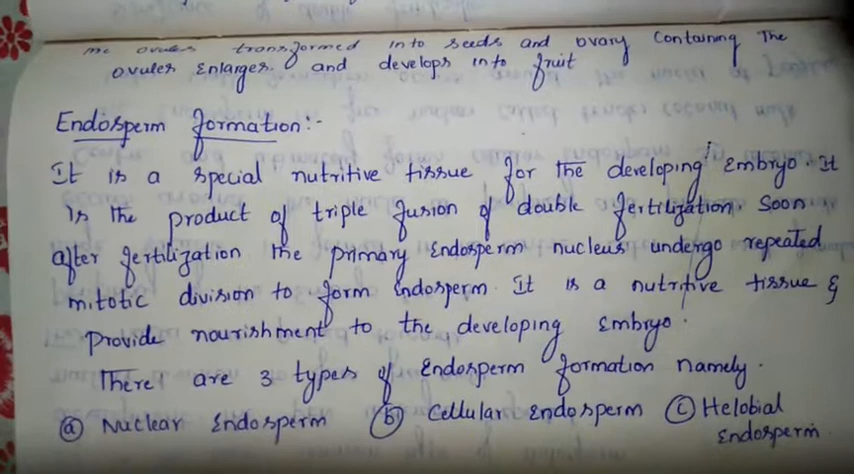 the ovules transformed into seeds and ovary containing the
ovules enlarges. and develops into fruit
Endosperm formation:-
It is a special nutritive tissue for the developing embryo. It
is the product of triple fusion of double fertilization. Soon
after fertilization the primary endosperm nucleus undergo repeated
mitotic division to form endosperm. It is a nutritive tissue &
provide nourishment to the developing embryo.
There are 3 types of endosperm formation namely.
(a) Nuclear endosperm (b) Cellular endosperm (c) Helobial
endosperm.